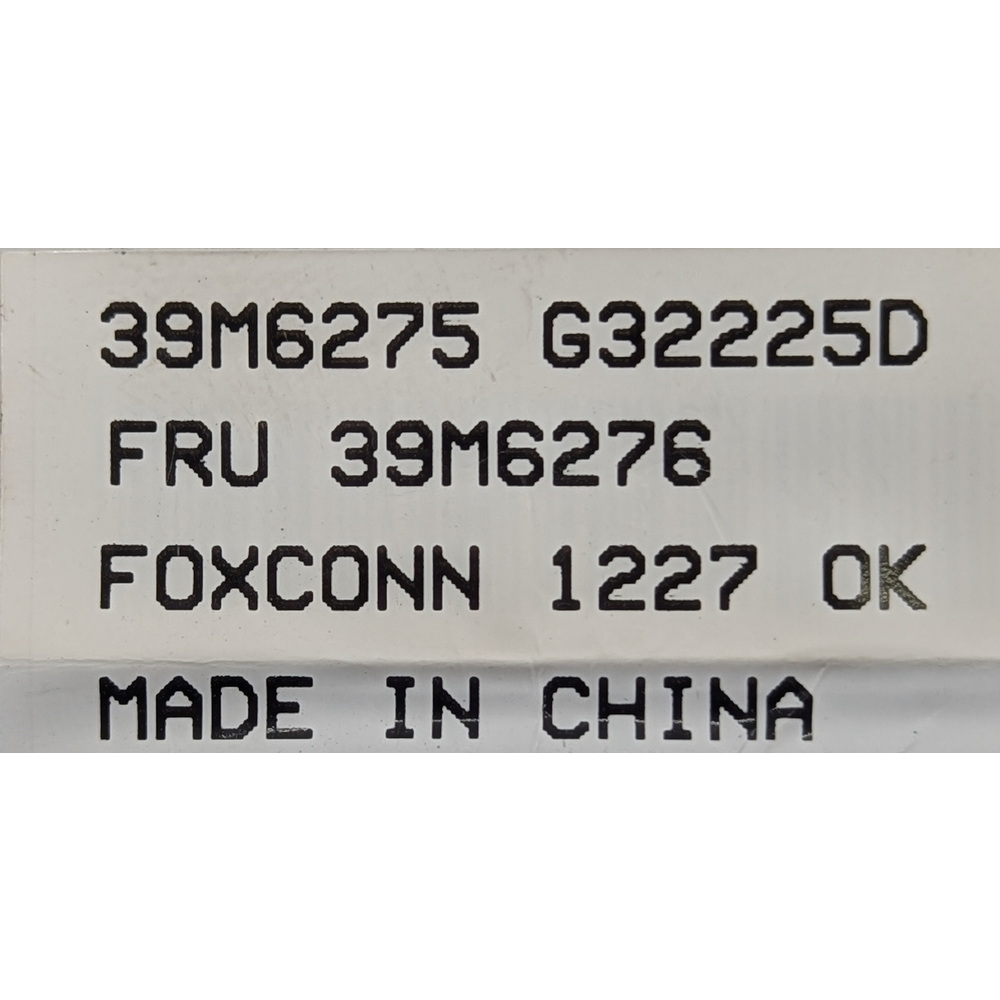 39M6275 G32225D
FRU 39M6276
FOXCONN 1227 OK
MADE IN CHINA